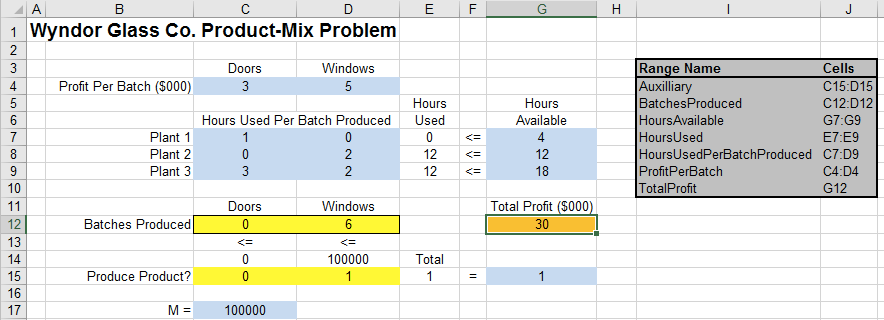 A B C D E F G H I J
1 Wyndor Glass Co. Product-Mix Problem
2
3 Doors Windows Range Name Cells
4 Profit Per Batch ($000) 3 5 Auxilliary C15:D15
5 Hours Hours BatchesProduced C12:D12
6 Hours Used Per Batch Produced Used Available HoursAvailable G7:G9
7 Plant 1 1 0 0 <= 4 HoursUsed E7:E9
8 Plant 2 0 2 12 <= 12 HoursUsedPerBatchProduced C7:D9
9 Plant 3 3 2 12 <= 18 ProfitPerBatch C4:D4
10 TotalProfit G12
11 Doors Windows Total Profit ($000)
12 Batches Produced 0 6 30
13 <= <=
14 0 100000 Total
15 Produce Product? 0 1 1 = 1
16
17 M = 100000